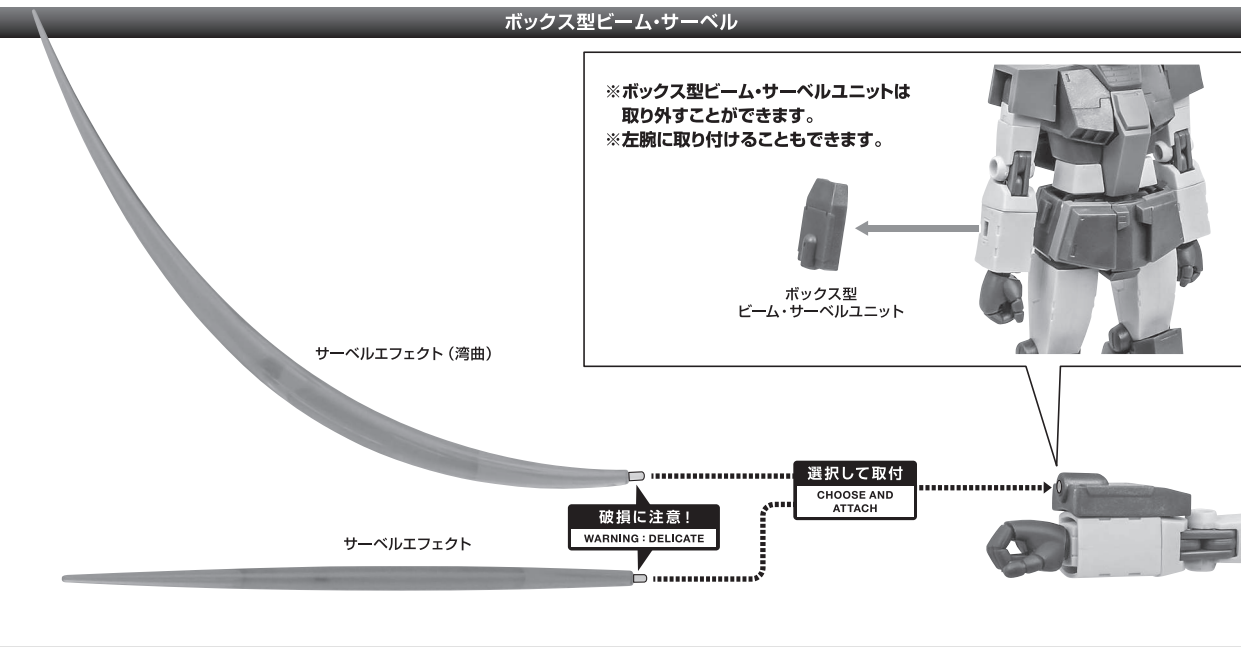 ボックス型ビーム・サーベル
※ボックス型ビーム・サーベルユニットは
取り外すことができます。
※左腕に取り付けることもできます。
ボックス型
ビーム・サーベルユニット
サーベルエフェクト（湾曲）
選択して取付
CHOOSE AND
ATTACH
破損に注意！
WARNING：DELICATE
サーベルエフェクト